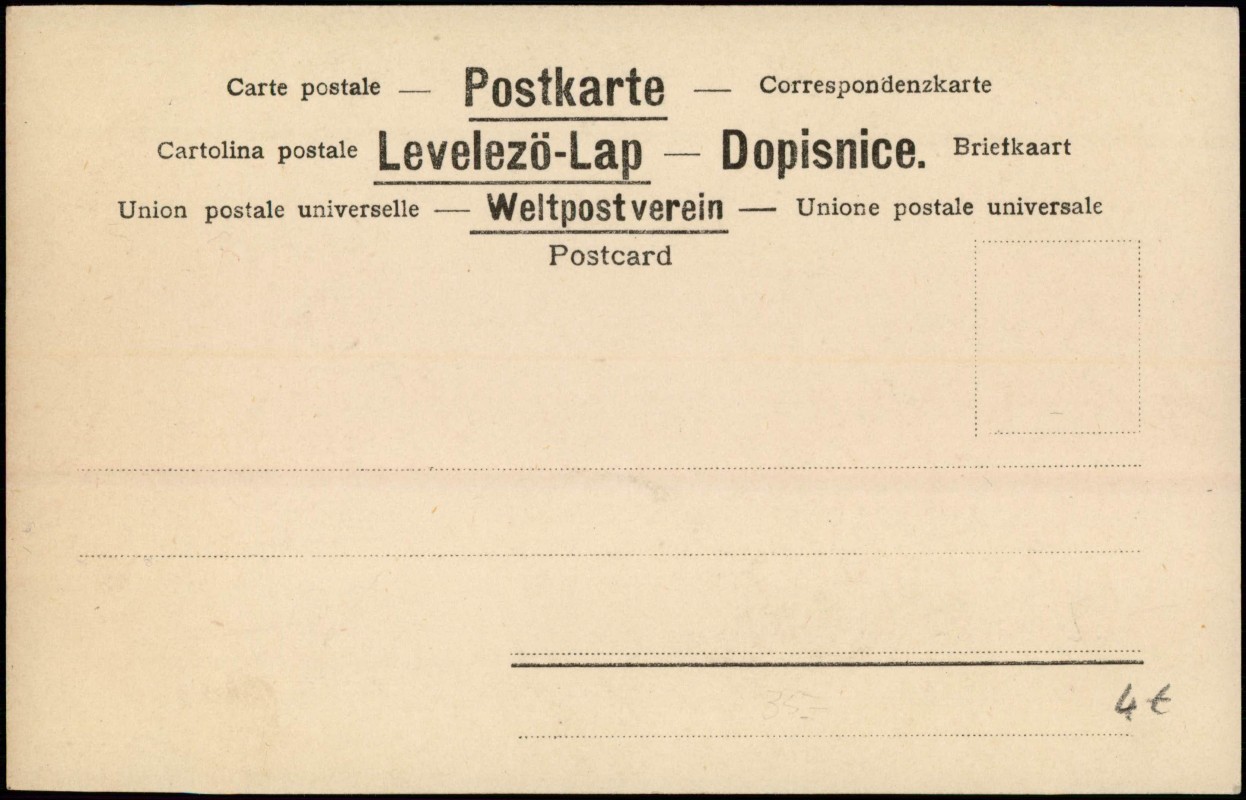 Carte postale — Postkarte — Correspondenzkarte
Cartolina postale Levelezö-Lap — Dopisnice. Briefkaart
Union postale universelle — Weltpostverein — Unione postale universale
Postcard
35-
4 €